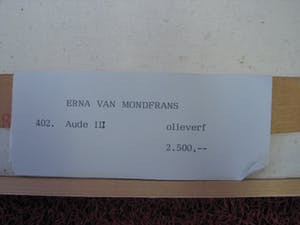 ERNA VAN MONDFRANS
402. Aude III olieverf
2.500,--